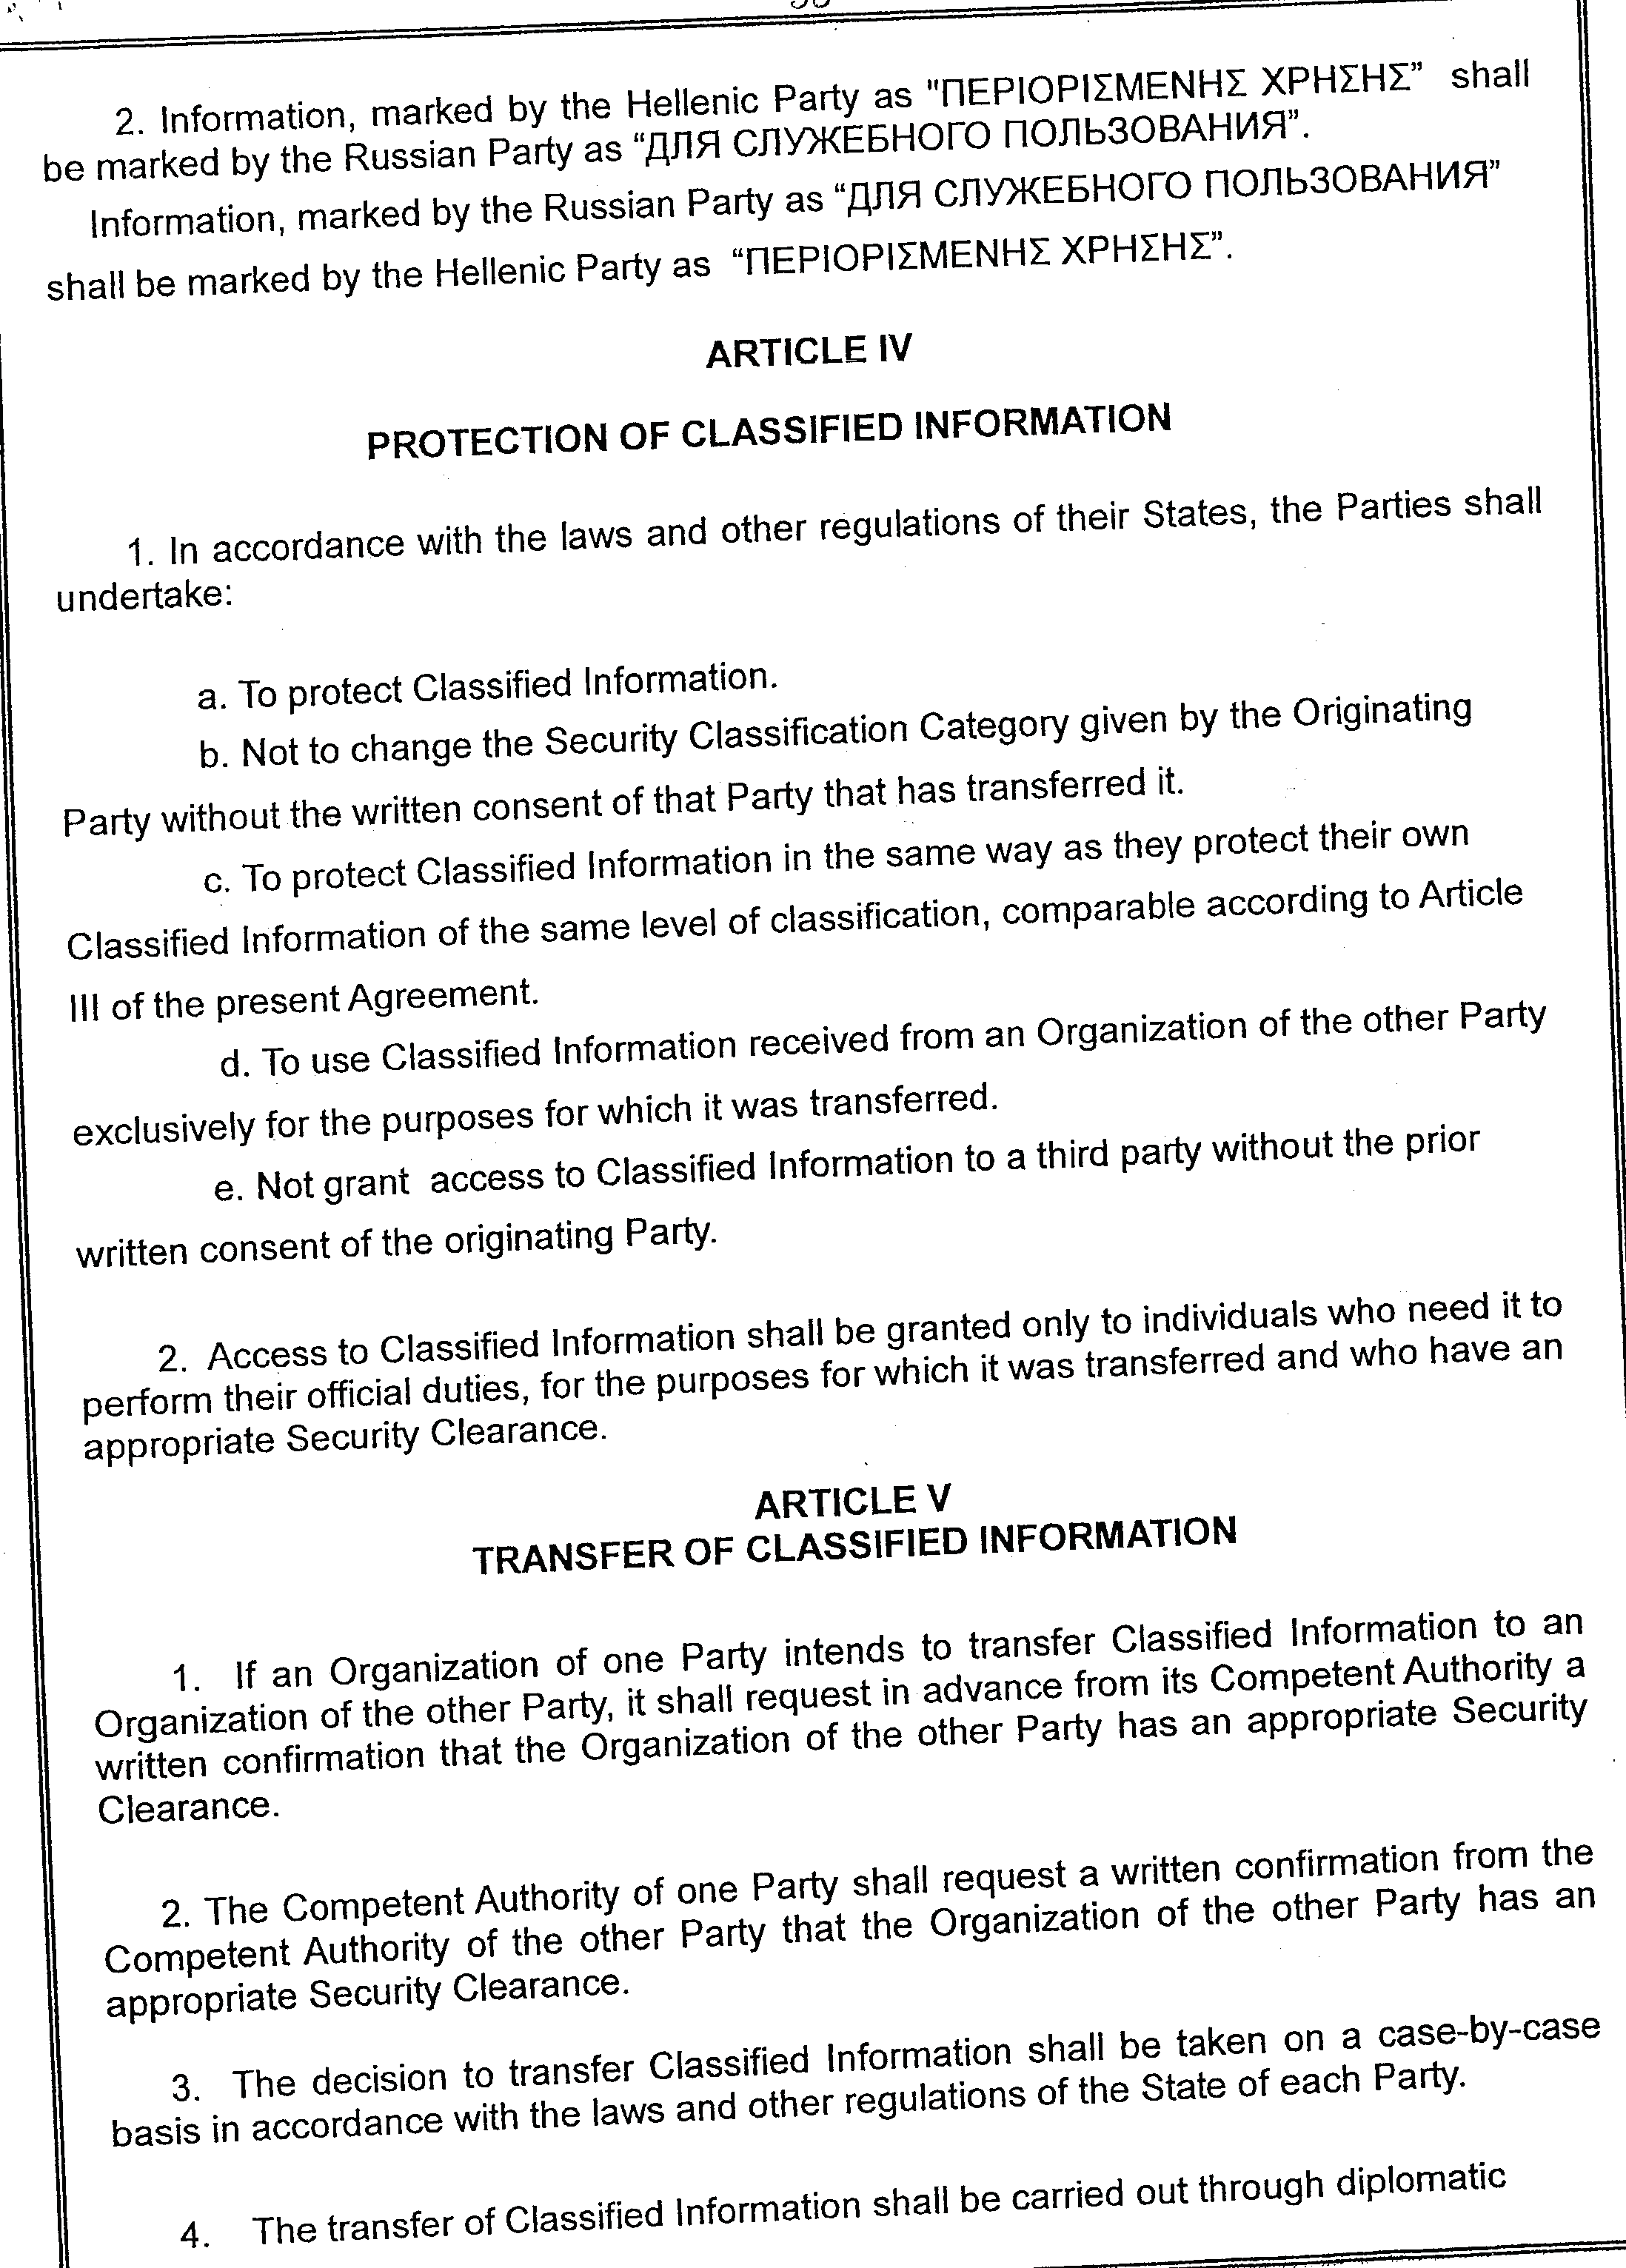 2. Information, marked by the Hellenic Party as "ΠΕΡΙΟΡΙΣΜΕΝΗΣ ΧΡΗΣΗΣ” shall
be marked by the Russian Party as “ДЛЯ СЛУЖЕБНОГО ПОЛЬЗОВАНИЯ”.
Information, marked by the Russian Party as “ДЛЯ СЛУЖЕБНОГО ПОЛЬЗОВАНИЯ”
shall be marked by the Hellenic Party as “ΠΕΡΙΟΡΙΣΜΕΝΗΣ ΧΡΗΣΗΣ”.
ARTICLE IV
PROTECTION OF CLASSIFIED INFORMATION
1. In accordance with the laws and other regulations of their States, the Parties shall
undertake:
a. To protect Classified Information.
b. Not to change the Security Classification Category given by the Originating
Party without the written consent of that Party that has transferred it.
c. To protect Classified Information in the same way as they protect their own
Classified Information of the same level of classification, comparable according to Article
III of the present Agreement.
d. To use Classified Information received from an Organization of the other Party
exclusively for the purposes for which it was transferred.
e. Not grant access to Classified Information to a third party without the prior
written consent of the originating Party.
2. Access to Classified Information shall be granted only to individuals who need it to
perform their official duties, for the purposes for which it was transferred and who have an
appropriate Security Clearance.
ARTICLE V
TRANSFER OF CLASSIFIED INFORMATION
1. If an Organization of one Party intends to transfer Classified Information to an
Organization of the other Party, it shall request in advance from its Competent Authority a
written confirmation that the Organization of the other Party has an appropriate Security
Clearance.
2. The Competent Authority of one Party shall request a written confirmation from the
Competent Authority of the other Party that the Organization of the other Party has an
appropriate Security Clearance.
3. The decision to transfer Classified Information shall be taken on a case-by-case
basis in accordance with the laws and other regulations of the State of each Party.
4. The transfer of Classified Information shall be carried out through diplomatic